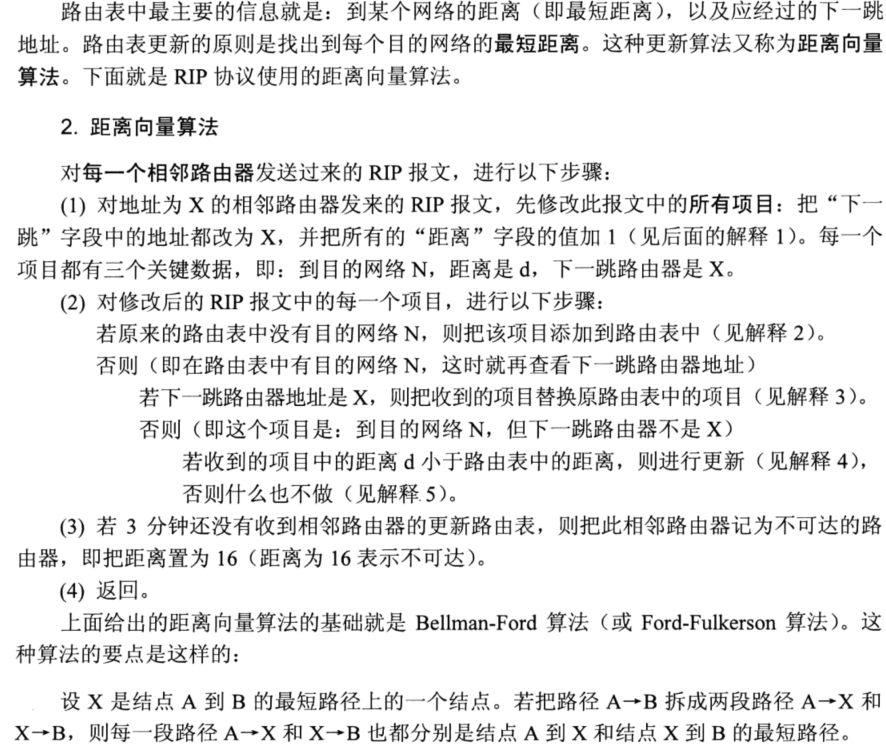 路由表中最主要的信息就是：到某个网络的距离（即最短距离），以及应经过的下一跳
地址。路由表更新的原则是找出到每个目的网络的最短距离。这种更新算法又称为距离向量
算法。下面就是 RIP 协议使用的距离向量算法。
2. 距离向量算法
对每一个相邻路由器发送过来的 RIP 报文，进行以下步骤：
(1) 对地址为 X 的相邻路由器发来的 RIP 报文，先修改此报文中的所有项目：把“下一
跳”字段中的地址都改为 X，并把所有的“距离”字段的值加 1（见后面的解释 1）。每一个
项目都有三个关键数据，即：到目的网络 N，距离是 d，下一跳路由器是 X。
(2) 对修改后的 RIP 报文中的每一个项目，进行以下步骤：
若原来的路由表中没有目的网络 N，则把该项目添加到路由表中（见解释 2）。
否则（即在路由表中有目的网络 N，这时就再查看下一跳路由器地址）
若下一跳路由器地址是 X，则把收到的项目替换原路由表中的项目（见解释 3）。
否则（即这个项目是：到目的网络 N，但下一跳路由器不是 X）
若收到的项目中的距离 d 小于路由表中的距离，则进行更新（见解释 4），
否则什么也不做（见解释 5）。
(3) 若 3 分钟还没有收到相邻路由器的更新路由表，则把此相邻路由器记为不可达的路
由器，即把距离置为 16（距离为 16 表示不可达）。
(4) 返回。
上面给出的距离向量算法的基础就是 Bellman-Ford 算法（或 Ford-Fulkerson 算法）。这
种算法的要点是这样的：
设 X 是结点 A 到 B 的最短路径上的一个结点。若把路径 A→B 拆成两段路径 A→X 和
X→B，则每一段路径 A→X 和 X→B 也都分别是结点 A 到 X 和结点 X 到 B 的最短路径。